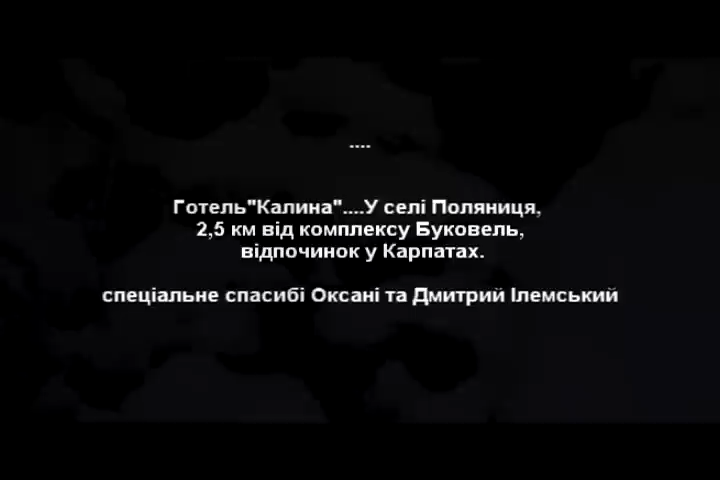 ....
Готель"Калина"....У селі Поляниця,
2,5 км від комплексу Буковель,
відпочинок у Карпатах.
спеціальне спасибі Оксані та Дмитрий Ілемський